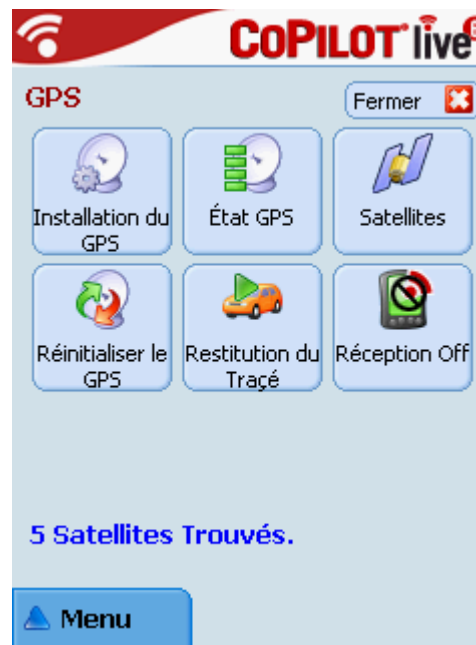 CoPilot live
GPS
Fermer
Installation du
GPS
État GPS
Satellites
Réinitialiser le
GPS
Restitution du
Traçé
Réception Off
5 Satellites Trouvés.
Menu